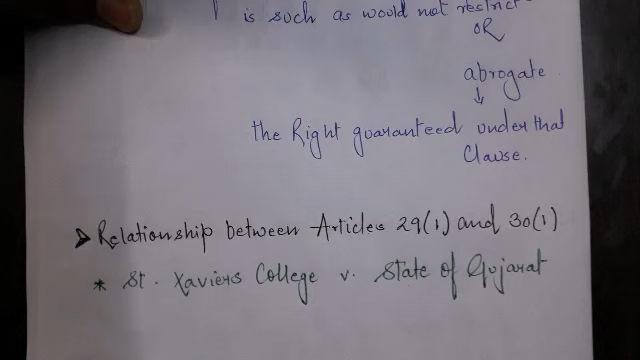 is such as would not restrict
OR
abrogate
↓
the Right guaranteed under that
Clause.
➤ Relationship between Articles 29(1) and 30(1)
* St. Xaviers College v. State of Gujarat